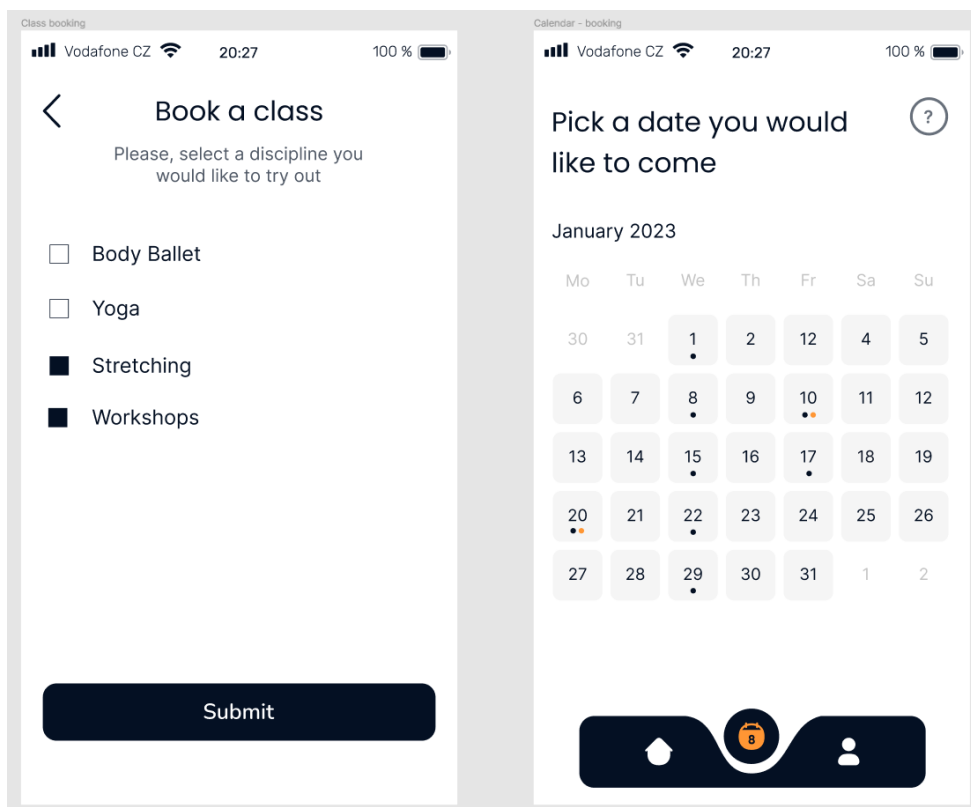 Class booking
Vodafone CZ 20:27 100 %
Book a class
Please, select a discipline you
would like to try out
Body Ballet
Yoga
Stretching
Workshops
Submit
Calendar - booking
Vodafone CZ 20:27 100 %
Pick a date you would
like to come
?
January 2023
Mo Tu We Th Fr Sa Su
30 31 1 2 12 4 5
6 7 8 9 10 11 12
13 14 15 16 17 18 19
20 21 22 23 24 25 26
27 28 29 30 31 1 2
8